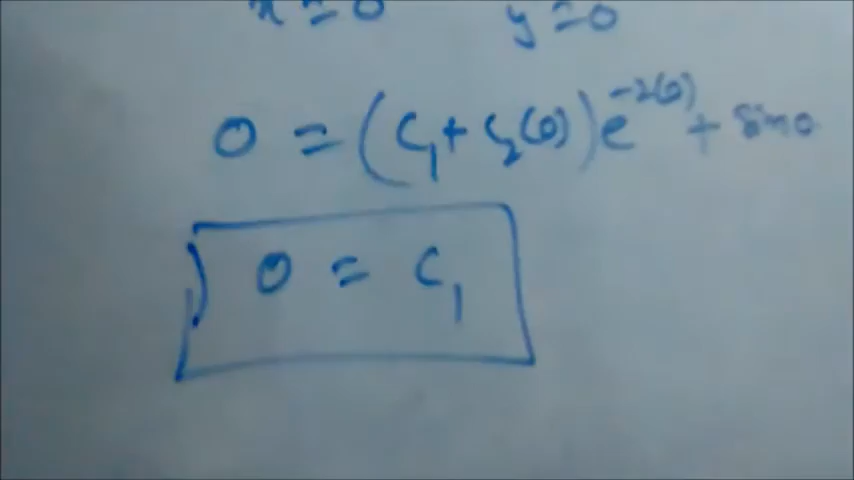 x = 0 y = 0
0 = (C₁ + C₂(0))e⁻²⁽⁰⁾ + sin0
0 = C₁